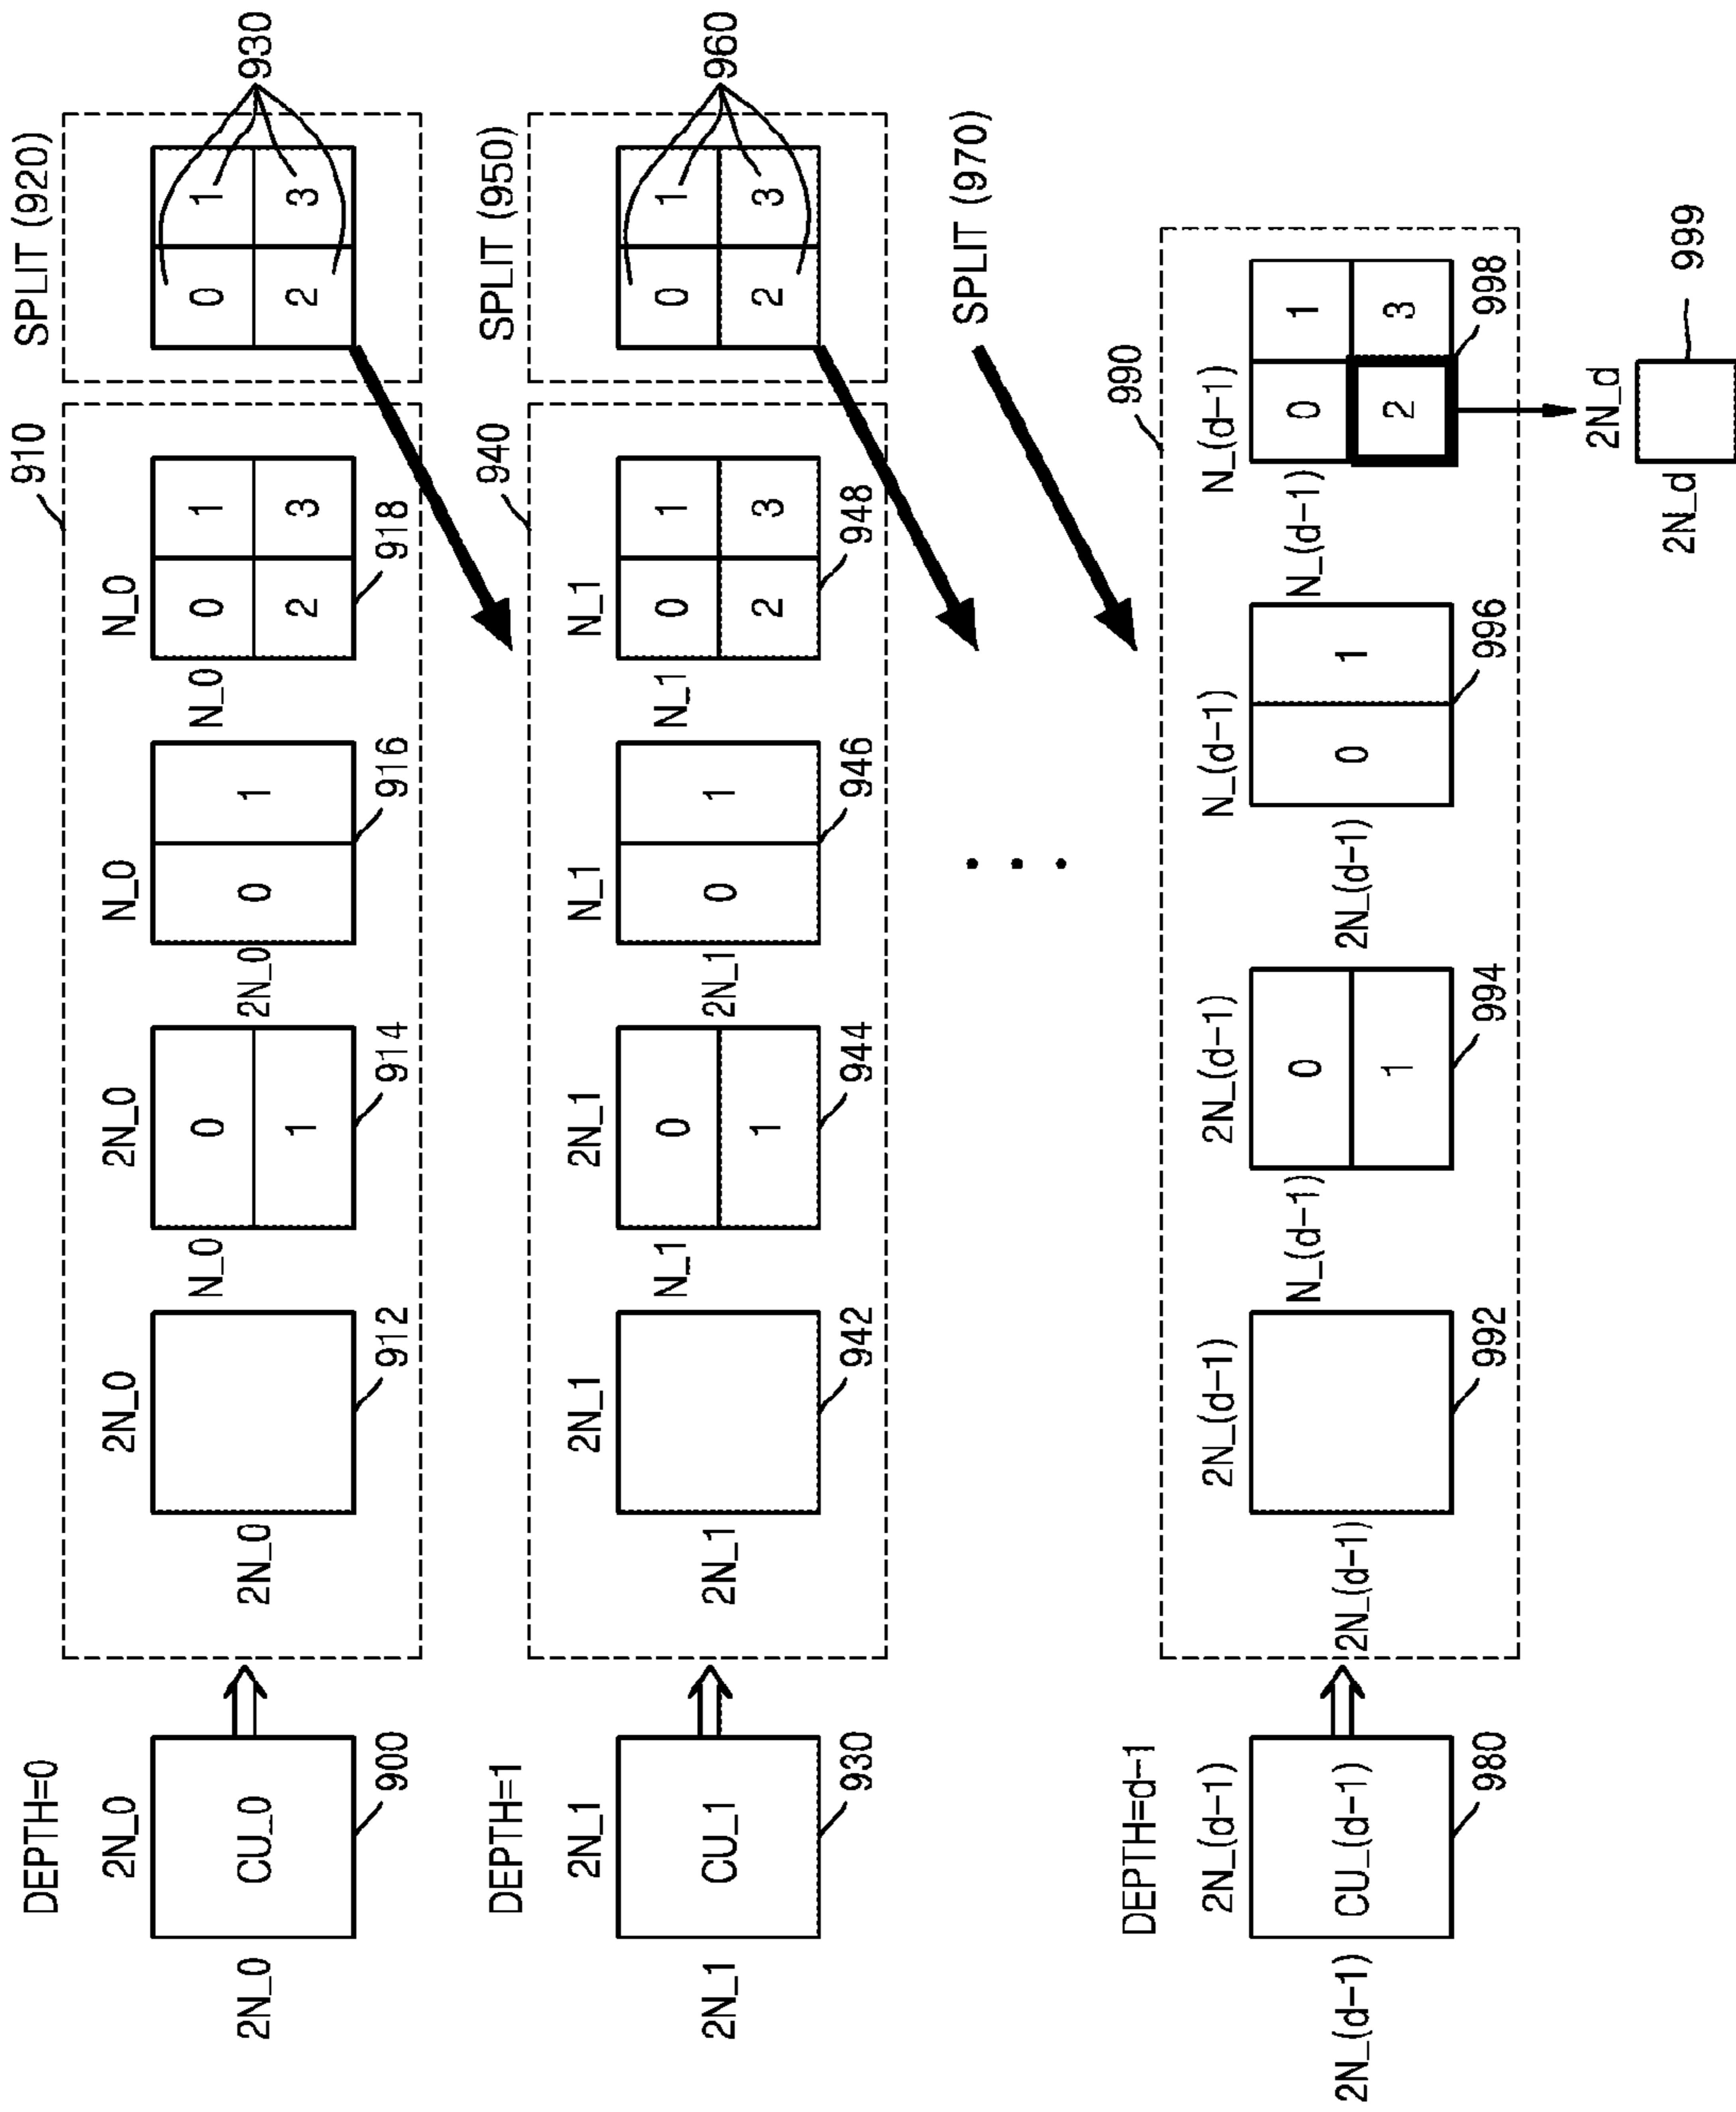 DEPTH=0
2N_0
2N_0
CU_0
900
910
2N_0
2N_0
912
2N_0
N_0
0
1
914
N_0
2N_0
0
1
916
N_0
N_0
0
1
2
3
918
SPLIT (920)
0
1
2
3
930
DEPTH=1
2N_1
2N_1
CU_1
930
940
2N_1
2N_1
942
2N_1
N_1
0
1
944
N_1
2N_1
0
1
946
N_1
N_1
0
1
2
3
948
SPLIT (950)
0
1
2
3
960
SPLIT (970)
DEPTH=d-1
2N_(d-1)
2N_(d-1)
CU_(d-1)
980
990
2N_(d-1)
2N_(d-1)
992
2N_(d-1)
N_(d-1)
0
1
994
N_(d-1)
2N_(d-1)
0
1
996
N_(d-1)
N_(d-1)
0
1
2
3
998
2N_d
2N_d
999